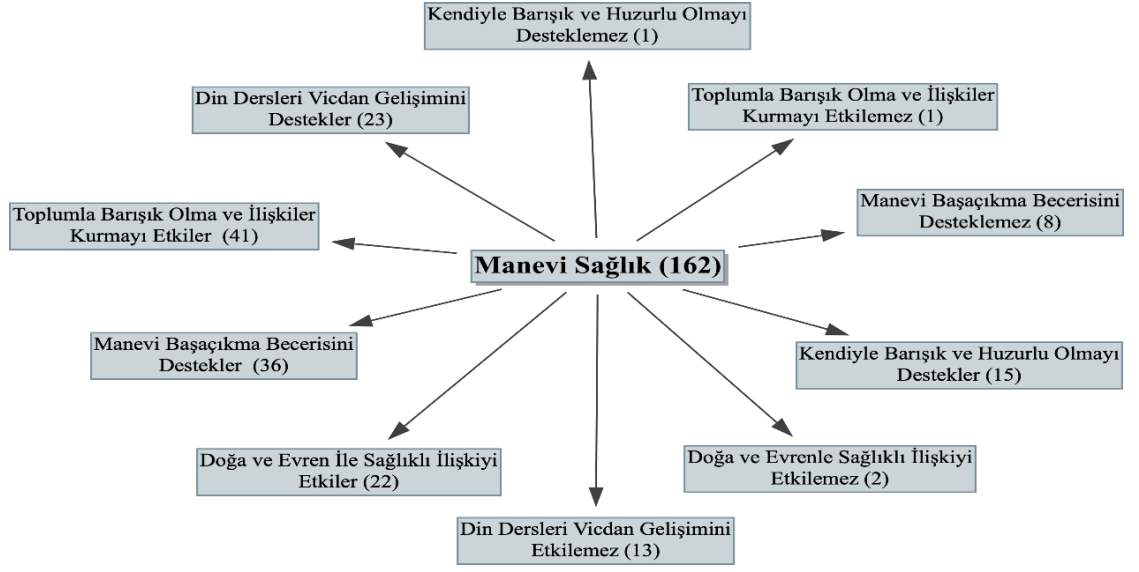 Kendiyle Barışık ve Huzurlu Olmayı
Desteklemez (1)
Din Dersleri Vicdan Gelişimini
Destekler (23)
Toplumla Barışık Olma ve İlişkiler
Kurmayı Etkilemez (1)
Toplumla Barışık Olma ve İlişkiler
Kurmayı Etkiler (41)
Manevi Başaçıkma Becerisini
Desteklemez (8)
Manevi Sağlık (162)
Manevi Başaçıkma Becerisini
Destekler (36)
Kendiyle Barışık ve Huzurlu Olmayı
Destekler (15)
Doğa ve Evren İle Sağlıklı İlişkiyi
Etkiler (22)
Doğa ve Evrenle Sağlıklı İlişkiyi
Etkilemez (2)
Din Dersleri Vicdan Gelişimini
Etkilemez (13)